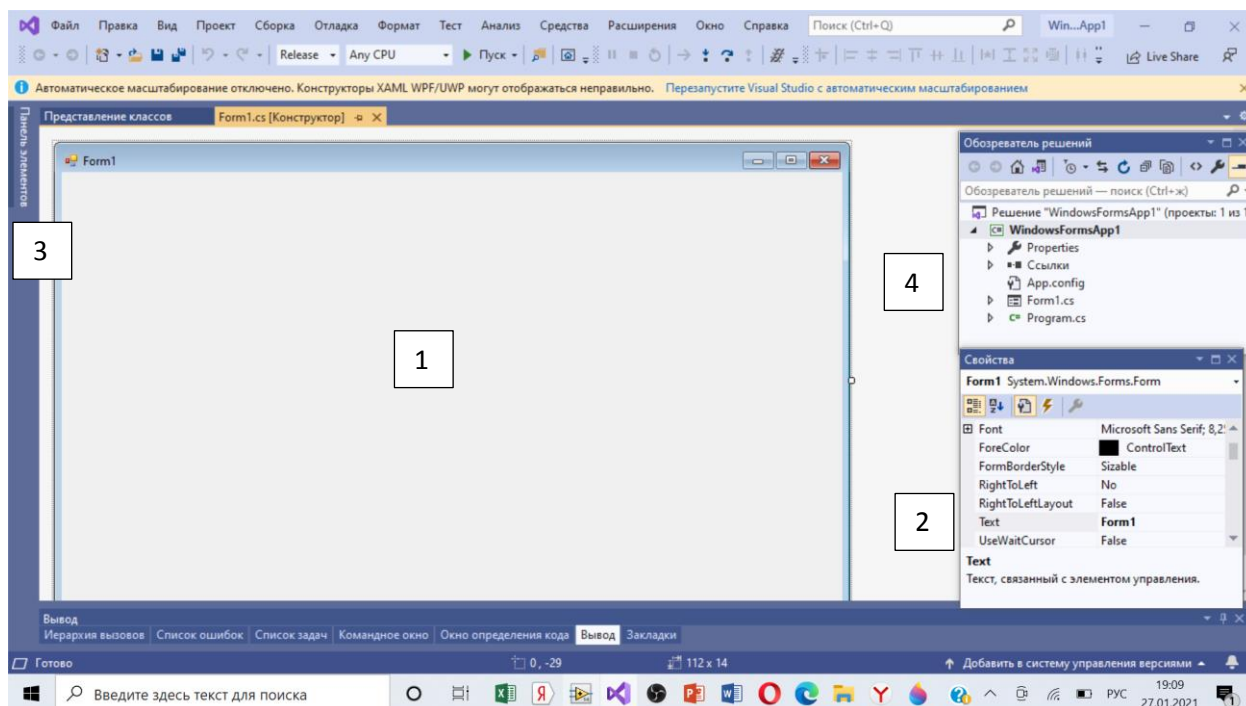 Файл Правка Вид Проект Сборка Отладка Формат Тест Анализ Средства Расширения Окно Справка Поиск (Ctrl+Q) Win...App1
Release Any CPU Пуск Live Share
Автоматическое масштабирование отключено. Конструкторы XAML WPF/UWP могут отображаться неправильно. Перезапустите Visual Studio с автоматическим масштабированием
Панель элементов
Представление классов Form1.cs [Конструктор]
Form1
3
1
4
2
Обозреватель решений
Обозреватель решений — поиск (Ctrl+ж)
Решение "WindowsFormsApp1" (проекты: 1 из 1
WindowsFormsApp1
Properties
Ссылки
App.config
Form1.cs
Program.cs
Свойства
Form1 System.Windows.Forms.Form
Font Microsoft Sans Serif; 8,2
ForeColor ControlText
FormBorderStyle Sizable
RightToLeft No
RightToLeftLayout False
Text Form1
UseWaitCursor False
Text
Текст, связанный с элементом управления.
Вывод
Иерархия вызовов Список ошибок Список задач Командное окно Окно определения кода Вывод Закладки
Готово 0, -29 112 x 14 Добавить в систему управления версиями
Введите здесь текст для поиска РУС 19:09
27.01.2021